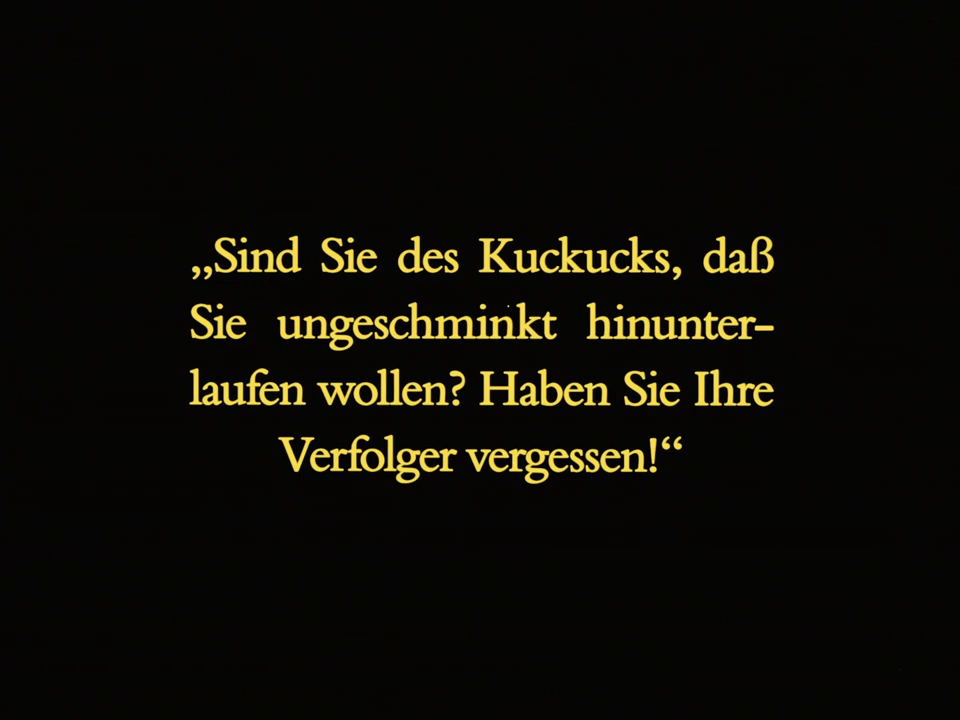 „Sind Sie des Kuckucks, daß
Sie ungeschminkt hinunter-
laufen wollen? Haben Sie Ihre
Verfolger vergessen!“